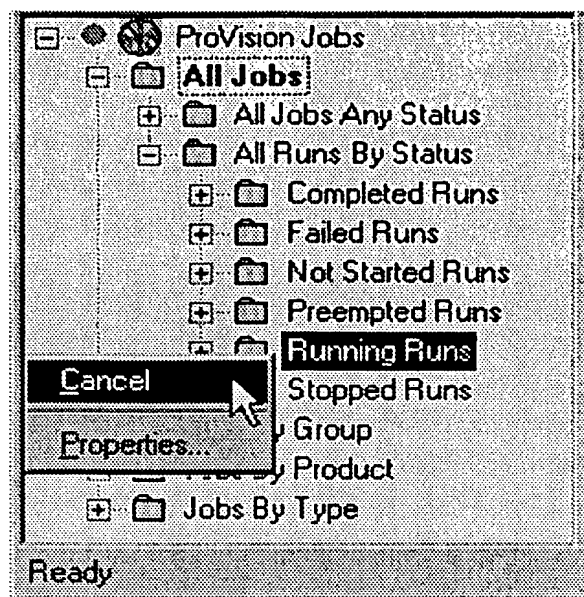 ProVision Jobs
All Jobs
All Jobs Any Status
All Runs By Status
Completed Runs
Failed Runs
Not Started Runs
Preempted Runs
Running Runs
Cancel
Stopped Runs
Group
Properties...
By Product
Jobs By Type
Ready